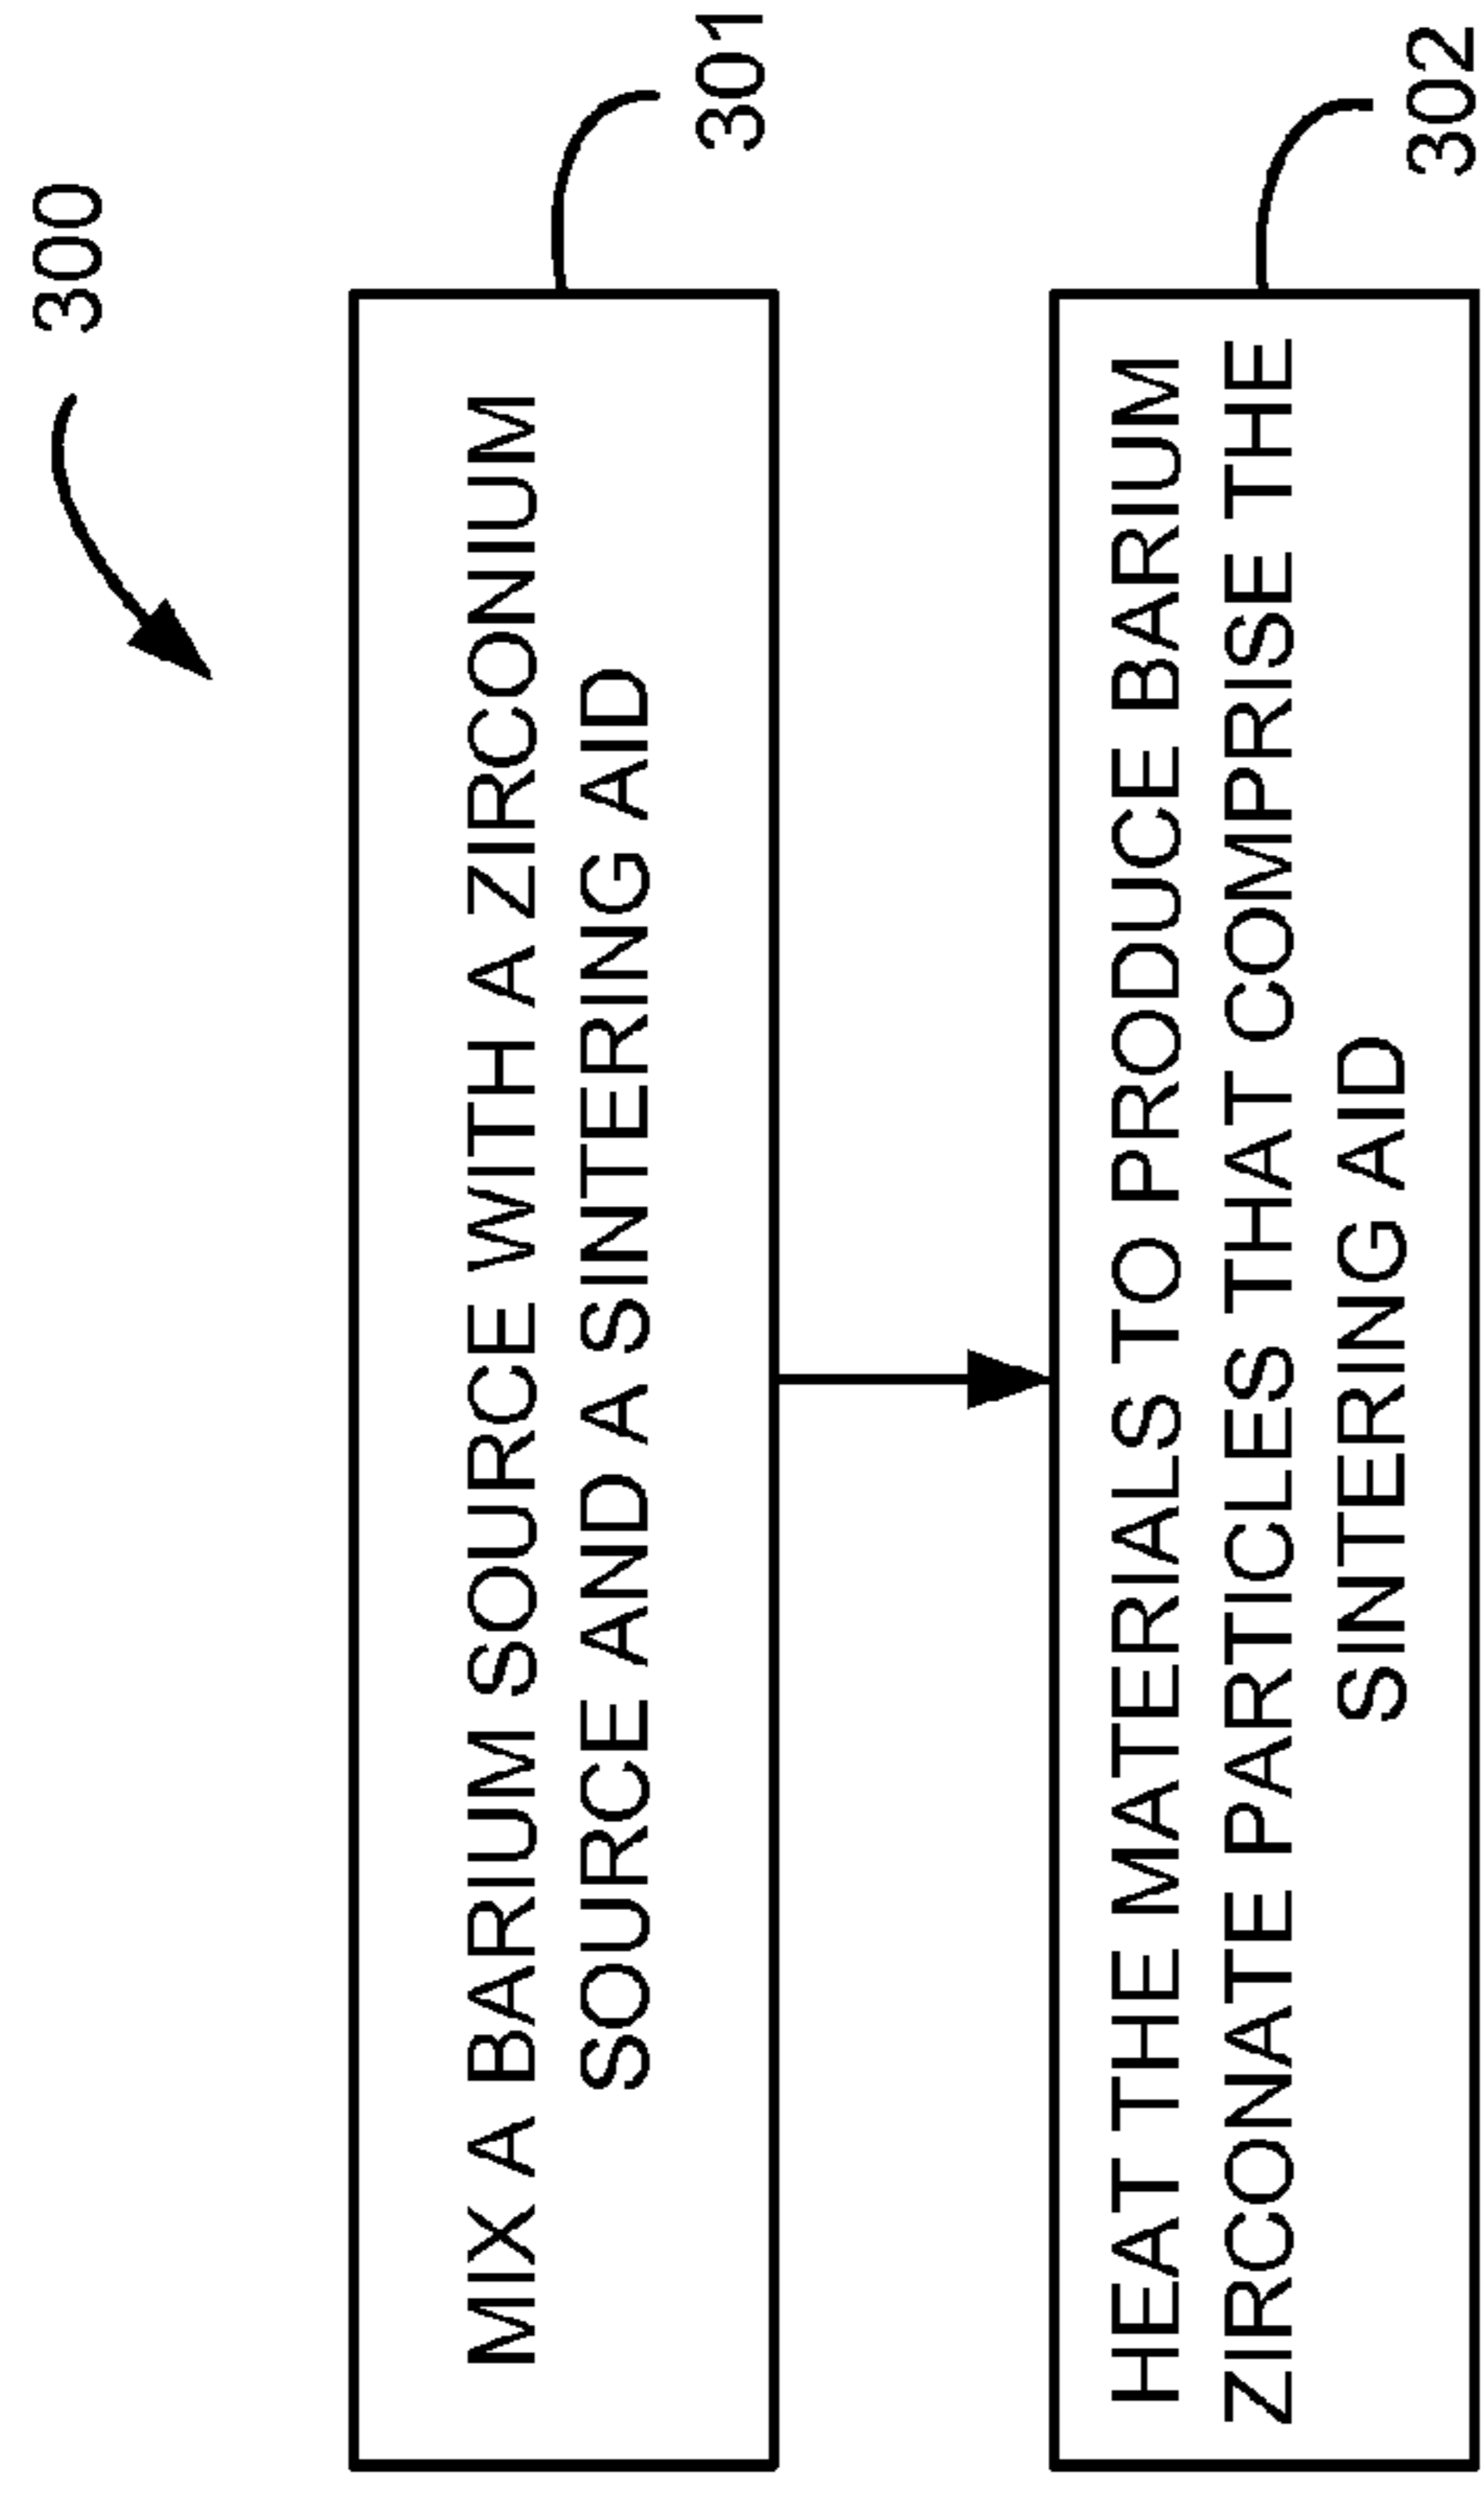 300
MIX A BARIUM SOURCE WITH A ZIRCONIUM
SOURCE AND A SINTERING AID
301
HEAT THE MATERIALS TO PRODUCE BARIUM
ZIRCONATE PARTICLES THAT COMPRISE THE
SINTERING AID
302